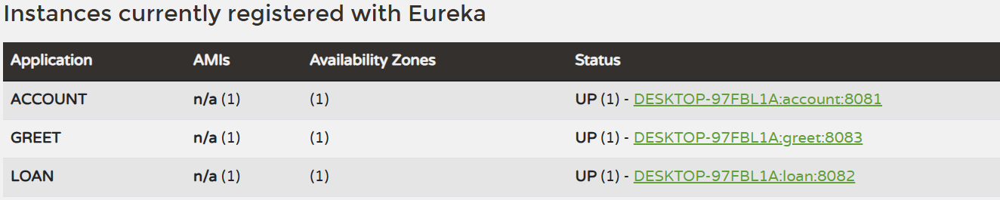 Instances currently registered with Eureka
Application AMIs Availability Zones Status
ACCOUNT n/a (1) (1) UP (1) - DESKTOP-97FBL1A:account:8081
GREET n/a (1) (1) UP (1) - DESKTOP-97FBL1A:greet:8083
LOAN n/a (1) (1) UP (1) - DESKTOP-97FBL1A:loan:8082